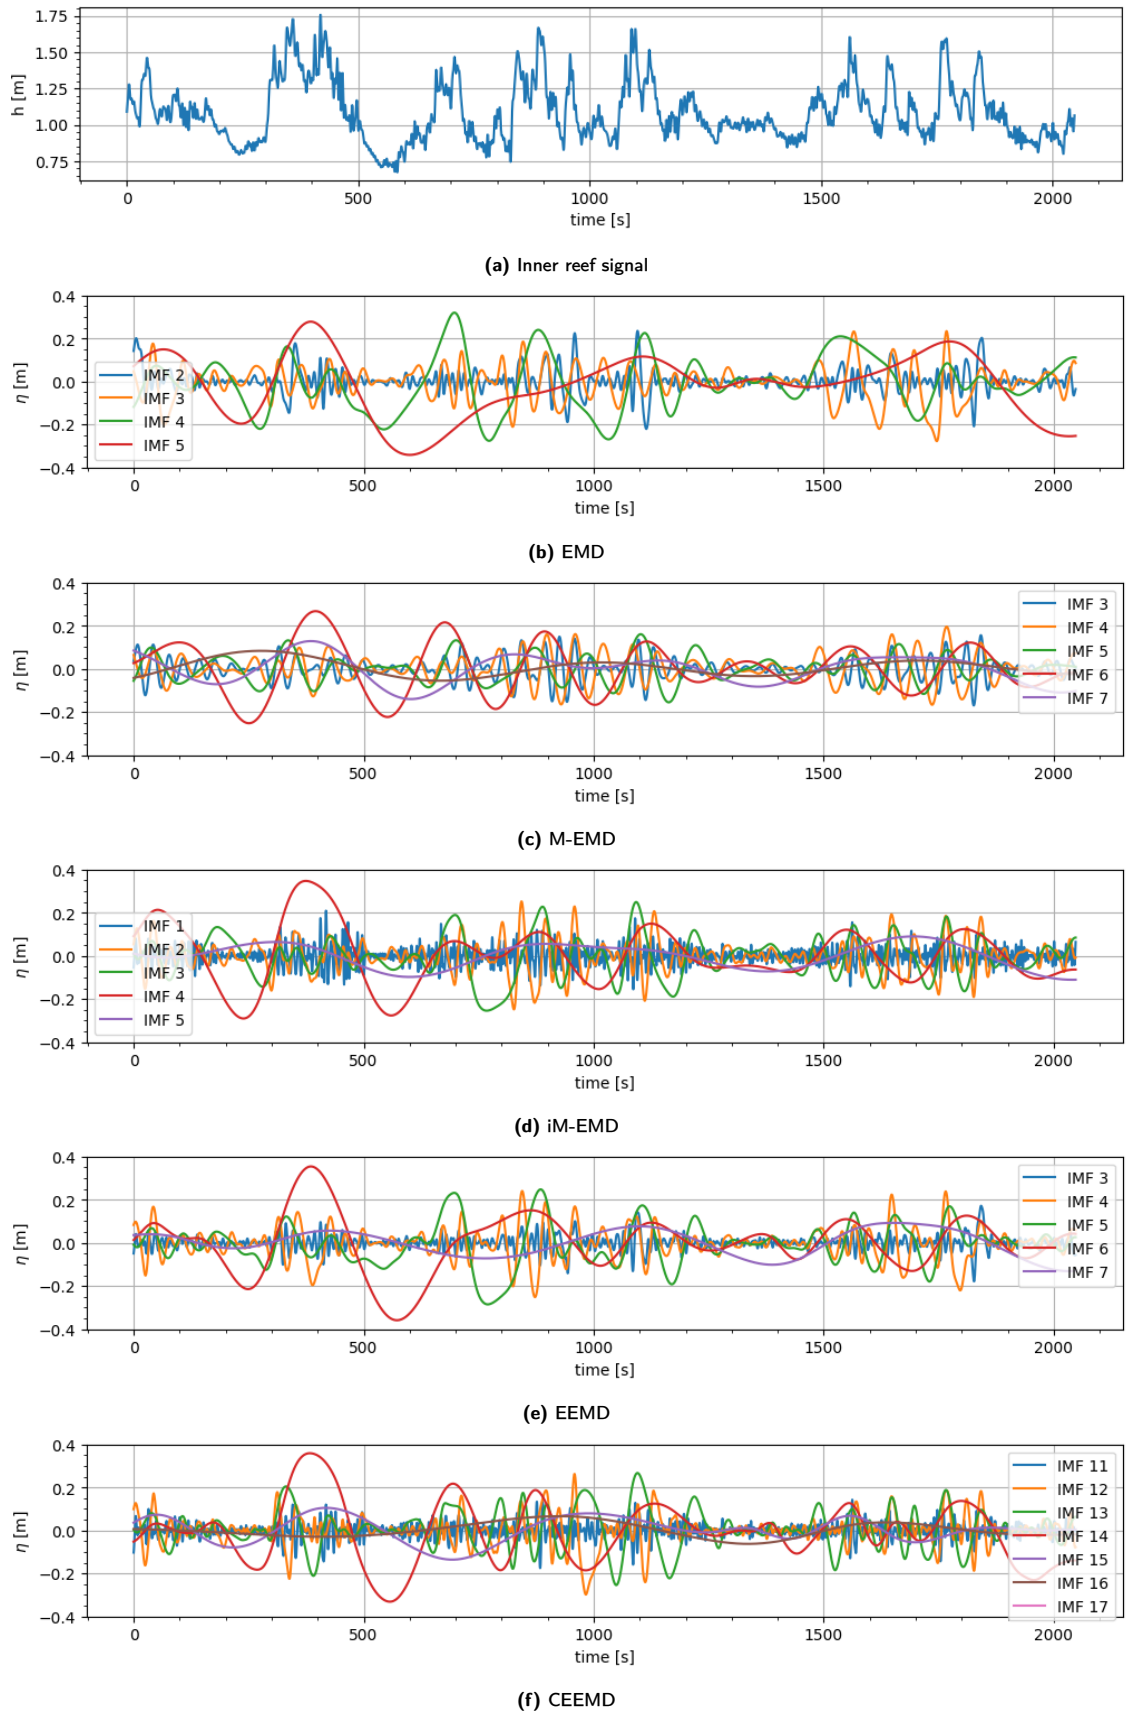 1.75
1.50
1.25
1.00
0.75
h [m]
0 500 1000 1500 2000
time [s]
(a) Inner reef signal
0.4
0.2
0.0
−0.2
−0.4
η [m]
IMF 2
IMF 3
IMF 4
IMF 5
0 500 1000 1500 2000
time [s]
(b) EMD
0.4
0.2
0.0
−0.2
−0.4
η [m]
IMF 3
IMF 4
IMF 5
IMF 6
IMF 7
0 500 1000 1500 2000
time [s]
(c) M-EMD
0.4
0.2
0.0
−0.2
−0.4
η [m]
IMF 1
IMF 2
IMF 3
IMF 4
IMF 5
0 500 1000 1500 2000
time [s]
(d) iM-EMD
0.4
0.2
0.0
−0.2
−0.4
η [m]
IMF 3
IMF 4
IMF 5
IMF 6
IMF 7
0 500 1000 1500 2000
time [s]
(e) EEMD
0.4
0.2
0.0
−0.2
−0.4
η [m]
IMF 11
IMF 12
IMF 13
IMF 14
IMF 15
IMF 16
IMF 17
0 500 1000 1500 2000
time [s]
(f) CEEMD